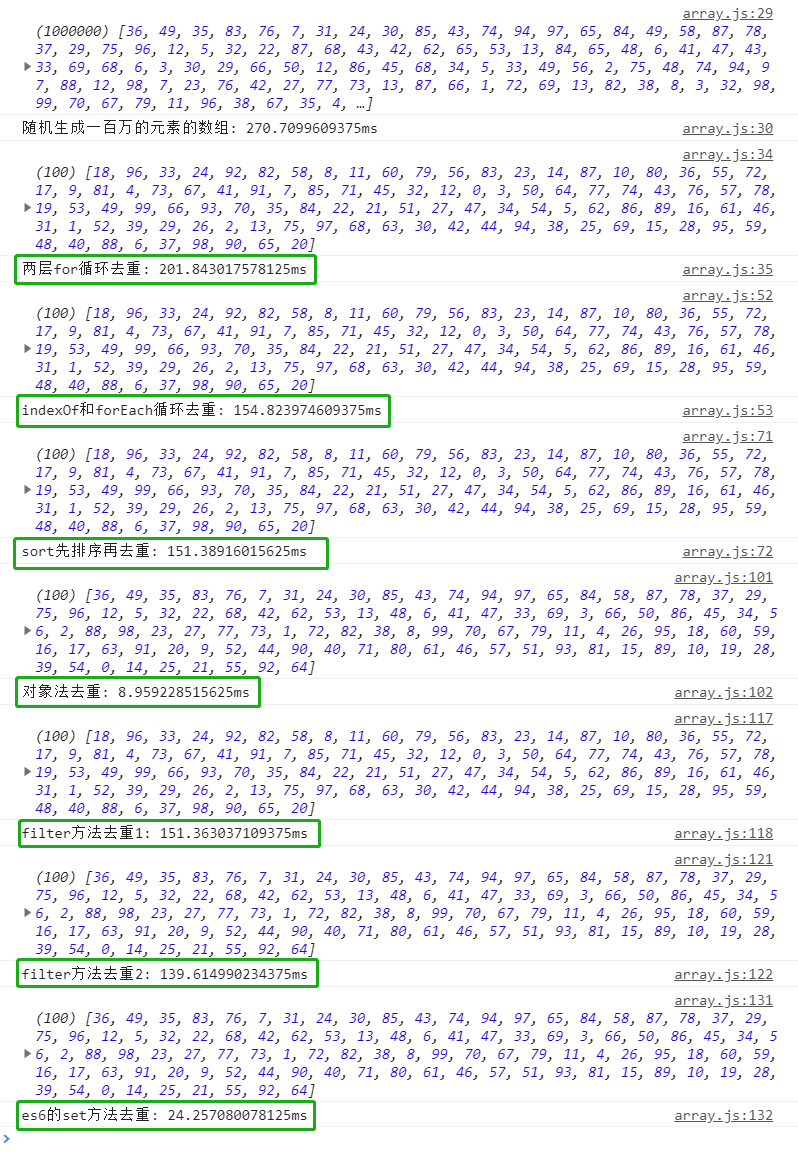 array.js:29
(1000000) [36, 49, 35, 83, 76, 7, 31, 24, 30, 85, 43, 74, 94, 97, 65, 84, 49, 58, 87, 78,
37, 29, 75, 96, 12, 5, 32, 22, 87, 68, 43, 42, 62, 65, 53, 13, 84, 65, 48, 6, 41, 47, 43,
33, 69, 68, 6, 3, 30, 29, 66, 50, 12, 86, 45, 68, 34, 5, 33, 49, 56, 2, 75, 48, 74, 94, 9
7, 88, 12, 98, 7, 23, 76, 42, 27, 77, 73, 13, 87, 66, 1, 72, 69, 13, 82, 38, 8, 3, 32, 98,
99, 70, 67, 79, 11, 96, 38, 67, 35, 4, …]
随机生成一百万的元素的数组: 270.7099609375ms array.js:30
array.js:34
(100) [18, 96, 33, 24, 92, 82, 58, 8, 11, 60, 79, 56, 83, 23, 14, 87, 10, 80, 36, 55, 72,
17, 9, 81, 4, 73, 67, 41, 91, 7, 85, 71, 45, 32, 12, 0, 3, 50, 64, 77, 74, 43, 76, 57, 78,
19, 53, 49, 99, 66, 93, 70, 35, 84, 22, 21, 51, 27, 47, 34, 54, 5, 62, 86, 89, 16, 61, 46,
31, 1, 52, 39, 29, 26, 2, 13, 75, 97, 68, 63, 30, 42, 44, 94, 38, 25, 69, 15, 28, 95, 59,
48, 40, 88, 6, 37, 98, 90, 65, 20]
两层for循环去重: 201.843017578125ms array.js:35
array.js:52
(100) [18, 96, 33, 24, 92, 82, 58, 8, 11, 60, 79, 56, 83, 23, 14, 87, 10, 80, 36, 55, 72,
17, 9, 81, 4, 73, 67, 41, 91, 7, 85, 71, 45, 32, 12, 0, 3, 50, 64, 77, 74, 43, 76, 57, 78,
19, 53, 49, 99, 66, 93, 70, 35, 84, 22, 21, 51, 27, 47, 34, 54, 5, 62, 86, 89, 16, 61, 46,
31, 1, 52, 39, 29, 26, 2, 13, 75, 97, 68, 63, 30, 42, 44, 94, 38, 25, 69, 15, 28, 95, 59,
48, 40, 88, 6, 37, 98, 90, 65, 20]
indexOf和forEach循环去重: 154.823974609375ms array.js:53
array.js:71
(100) [18, 96, 33, 24, 92, 82, 58, 8, 11, 60, 79, 56, 83, 23, 14, 87, 10, 80, 36, 55, 72,
17, 9, 81, 4, 73, 67, 41, 91, 7, 85, 71, 45, 32, 12, 0, 3, 50, 64, 77, 74, 43, 76, 57, 78,
19, 53, 49, 99, 66, 93, 70, 35, 84, 22, 21, 51, 27, 47, 34, 54, 5, 62, 86, 89, 16, 61, 46,
31, 1, 52, 39, 29, 26, 2, 13, 75, 97, 68, 63, 30, 42, 44, 94, 38, 25, 69, 15, 28, 95, 59,
48, 40, 88, 6, 37, 98, 90, 65, 20]
sort先排序再去重: 151.38916015625ms array.js:72
array.js:101
(100) [36, 49, 35, 83, 76, 7, 31, 24, 30, 85, 43, 74, 94, 97, 65, 84, 58, 87, 78, 37, 29,
75, 96, 12, 5, 32, 22, 68, 42, 62, 53, 13, 48, 6, 41, 47, 33, 69, 3, 66, 50, 86, 45, 34, 5
6, 2, 88, 98, 23, 27, 77, 73, 1, 72, 82, 38, 8, 99, 70, 67, 79, 11, 4, 26, 95, 18, 60, 59,
16, 17, 63, 91, 20, 9, 52, 44, 90, 40, 71, 80, 61, 46, 57, 51, 93, 81, 15, 89, 10, 19, 28,
39, 54, 0, 14, 25, 21, 55, 92, 64]
对象法去重: 8.959228515625ms array.js:102
array.js:117
(100) [18, 96, 33, 24, 92, 82, 58, 8, 11, 60, 79, 56, 83, 23, 14, 87, 10, 80, 36, 55, 72,
17, 9, 81, 4, 73, 67, 41, 91, 7, 85, 71, 45, 32, 12, 0, 3, 50, 64, 77, 74, 43, 76, 57, 78,
19, 53, 49, 99, 66, 93, 70, 35, 84, 22, 21, 51, 27, 47, 34, 54, 5, 62, 86, 89, 16, 61, 46,
31, 1, 52, 39, 29, 26, 2, 13, 75, 97, 68, 63, 30, 42, 44, 94, 38, 25, 69, 15, 28, 95, 59,
48, 40, 88, 6, 37, 98, 90, 65, 20]
filter方法去重1: 151.363037109375ms array.js:118
array.js:121
(100) [36, 49, 35, 83, 76, 7, 31, 24, 30, 85, 43, 74, 94, 97, 65, 84, 58, 87, 78, 37, 29,
75, 96, 12, 5, 32, 22, 68, 42, 62, 53, 13, 48, 6, 41, 47, 33, 69, 3, 66, 50, 86, 45, 34, 5
6, 2, 88, 98, 23, 27, 77, 73, 1, 72, 82, 38, 8, 99, 70, 67, 79, 11, 4, 26, 95, 18, 60, 59,
16, 17, 63, 91, 20, 9, 52, 44, 90, 40, 71, 80, 61, 46, 57, 51, 93, 81, 15, 89, 10, 19, 28,
39, 54, 0, 14, 25, 21, 55, 92, 64]
filter方法去重2: 139.614990234375ms array.js:122
array.js:131
(100) [36, 49, 35, 83, 76, 7, 31, 24, 30, 85, 43, 74, 94, 97, 65, 84, 58, 87, 78, 37, 29,
75, 96, 12, 5, 32, 22, 68, 42, 62, 53, 13, 48, 6, 41, 47, 33, 69, 3, 66, 50, 86, 45, 34, 5
6, 2, 88, 98, 23, 27, 77, 73, 1, 72, 82, 38, 8, 99, 70, 67, 79, 11, 4, 26, 95, 18, 60, 59,
16, 17, 63, 91, 20, 9, 52, 44, 90, 40, 71, 80, 61, 46, 57, 51, 93, 81, 15, 89, 10, 19, 28,
39, 54, 0, 14, 25, 21, 55, 92, 64]
es6的set方法去重: 24.257080078125ms array.js:132